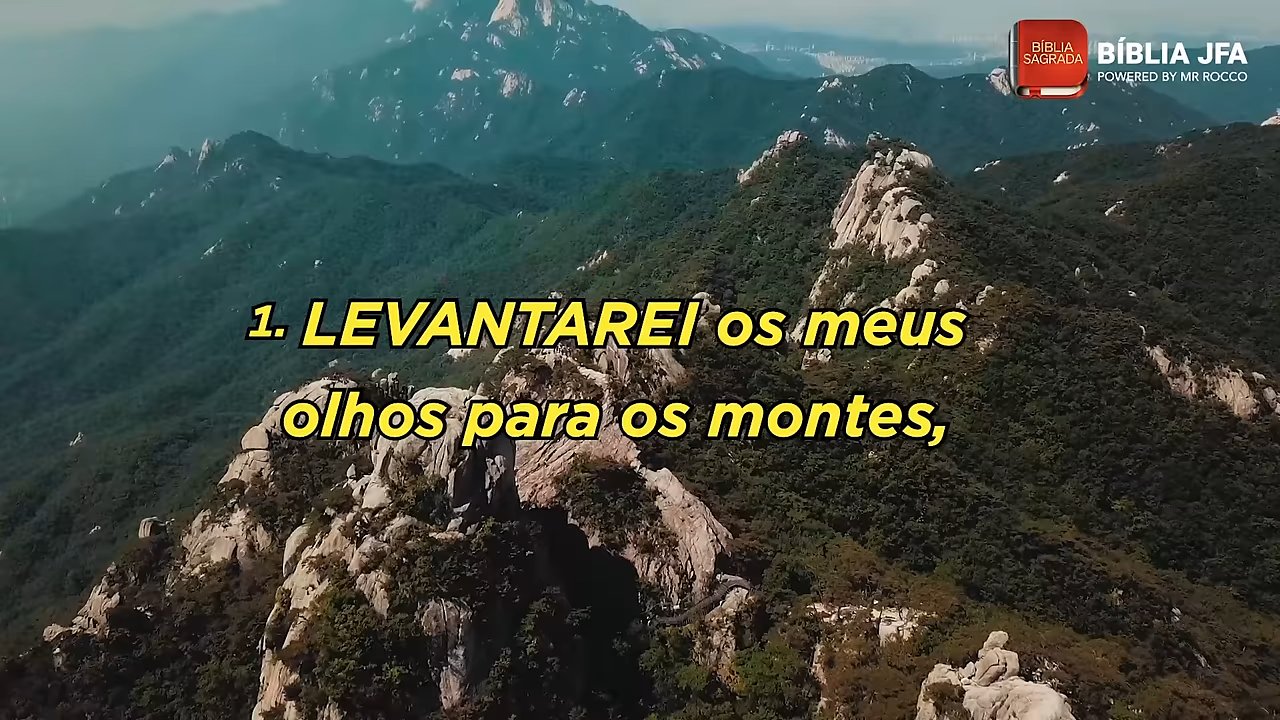 BÍBLIA
SAGRADA
BÍBLIA JFA
POWERED BY MR ROCCO
1. LEVANTAREI os meus
olhos para os montes,